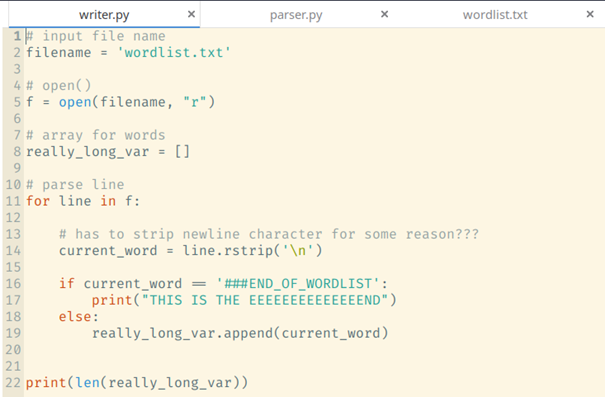 writer.py × parser.py × wordlist.txt ×
1 # input file name
2 filename = 'wordlist.txt'
3
4 # open()
5 f = open(filename, "r")
6
7 # array for words
8 really_long_var = []
9
10 # parse line
11 for line in f:
12
13     # has to strip newline character for some reason???
14     current_word = line.rstrip('\n')
15
16     if current_word == '###END_OF_WORDLIST':
17         print("THIS IS THE EEEEEEEEEEEEEEND")
18     else:
19         really_long_var.append(current_word)
20
21
22 print(len(really_long_var))